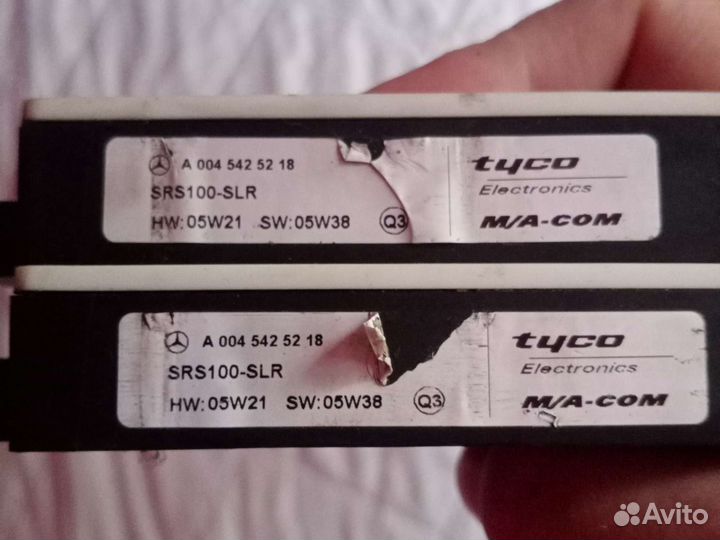 A 004 542 52 18
SRS100-SLR
HW:05W21 SW:05W38 Q3
tyco
Electronics
M/A-COM
A 004 542 52 18
SRS100-SLR
HW:05W21 SW:05W38 Q3
tyco
Electronics
M/A-COM
Avito